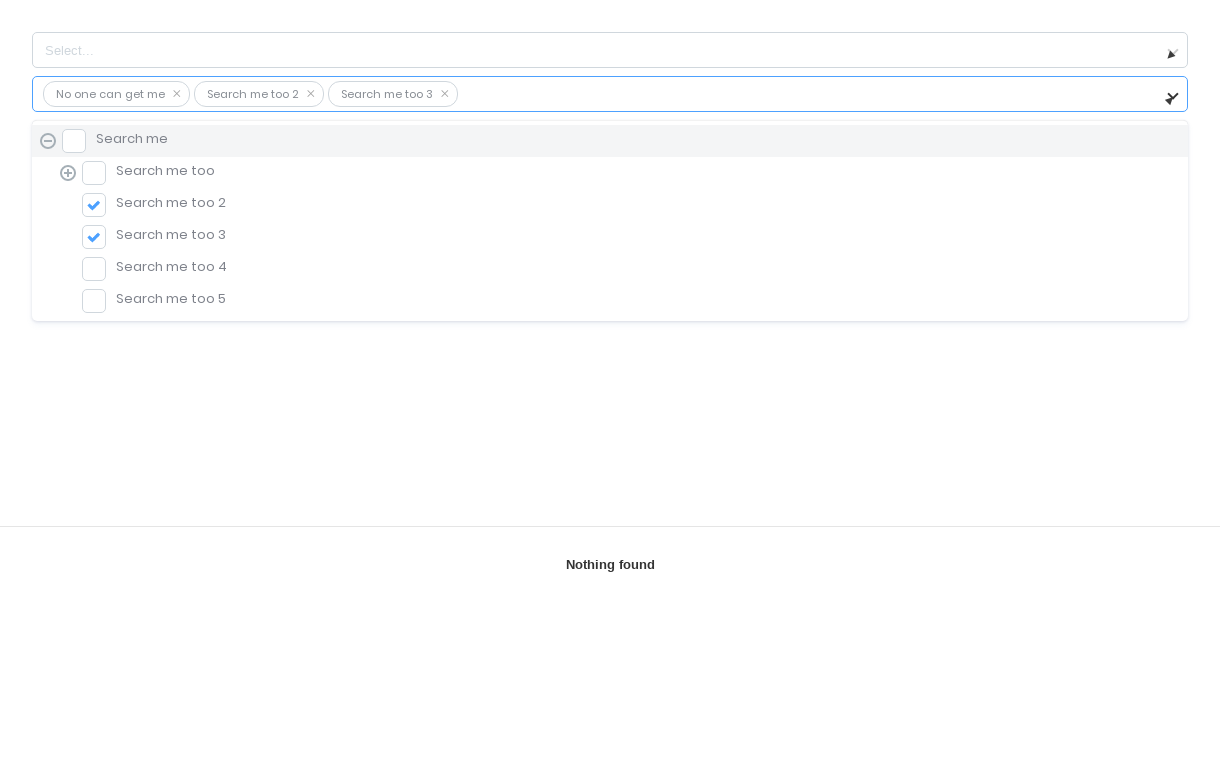 Select...
No one can get me × Search me too 2 × Search me too 3 ×
Search me
Search me too
Search me too 2
Search me too 3
Search me too 4
Search me too 5
Nothing found